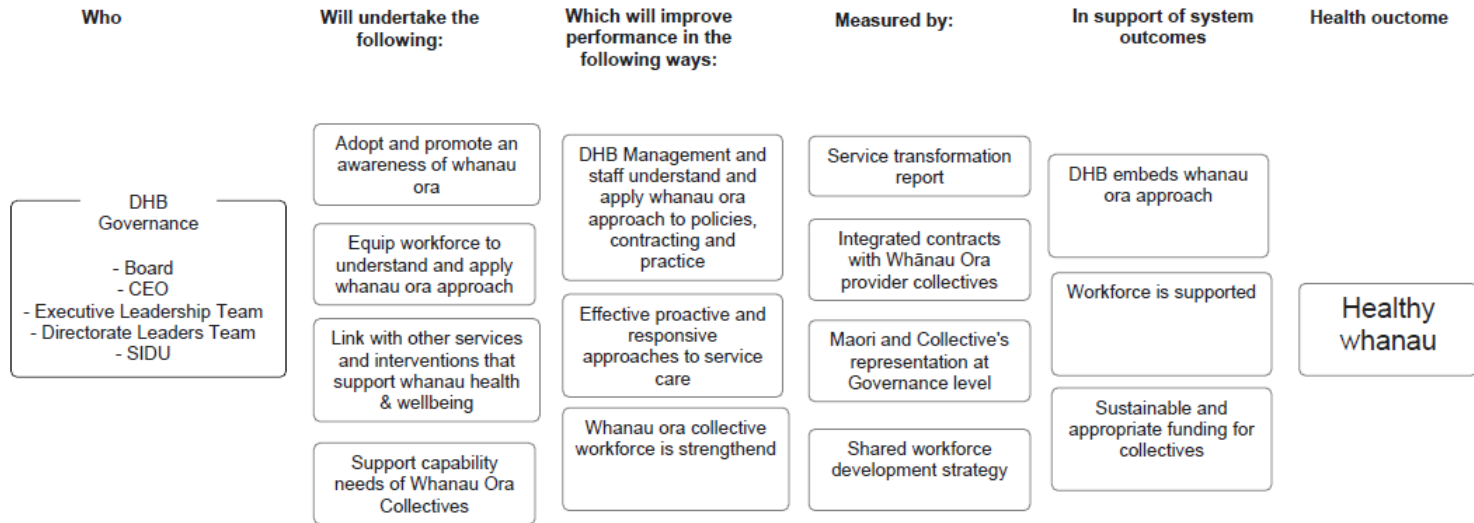 Who
Will undertake the
following:
Which will improve
performance in the
following ways:
Measured by:
In support of system
outcomes
Health ouctome
DHB
Governance
- Board
- CEO
- Executive Leadership Team
- Directorate Leaders Team
- SIDU
Adopt and promote an
awareness of whanau
ora
Equip workforce to
understand and apply
whanau ora approach
Link with other services
and interventions that
support whanau health
& wellbeing
Support capability
needs of Whanau Ora
Collectives
DHB Management and
staff understand and
apply whanau ora
approach to policies,
contracting and
practice
Effective proactive and
responsive
approaches to service
care
Whanau ora collective
workforce is strengthend
Service transformation
report
Integrated contracts
with Whānau Ora
provider collectives
Maori and Collective's
representation at
Governance level
Shared workforce
development strategy
DHB embeds whanau
ora approach
Workforce is supported
Sustainable and
appropriate funding for
collectives
Healthy
whanau